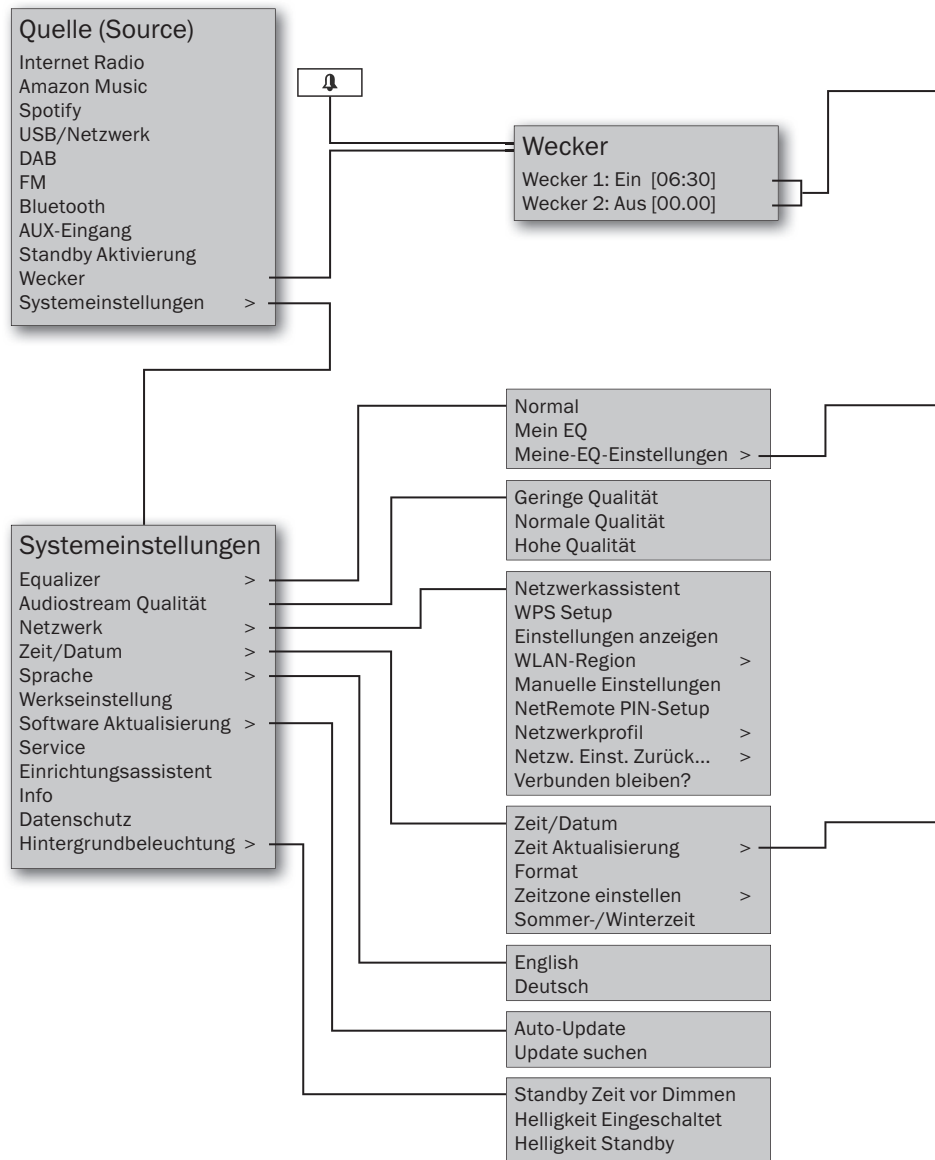 Quelle (Source)
Internet Radio
Amazon Music
Spotify
USB/Netzwerk
DAB
FM
Bluetooth
AUX-Eingang
Standby Aktivierung
Wecker
Systemeinstellungen >
Wecker
Wecker 1: Ein [06:30]
Wecker 2: Aus [00.00]
Systemeinstellungen
Equalizer >
Audiostream Qualität
Netzwerk >
Zeit/Datum >
Sprache >
Werkseinstellung
Software Aktualisierung >
Service
Einrichtungsassistent
Info
Datenschutz
Hintergrundbeleuchtung >
Normal
Mein EQ
Meine-EQ-Einstellungen >
Geringe Qualität
Normale Qualität
Hohe Qualität
Netzwerkassistent
WPS Setup
Einstellungen anzeigen
WLAN-Region >
Manuelle Einstellungen
NetRemote PIN-Setup
Netzwerkprofil >
Netzw. Einst. Zurück... >
Verbunden bleiben?
Zeit/Datum
Zeit Aktualisierung >
Format
Zeitzone einstellen >
Sommer-/Winterzeit
English
Deutsch
Auto-Update
Update suchen
Standby Zeit vor Dimmen
Helligkeit Eingeschaltet
Helligkeit Standby